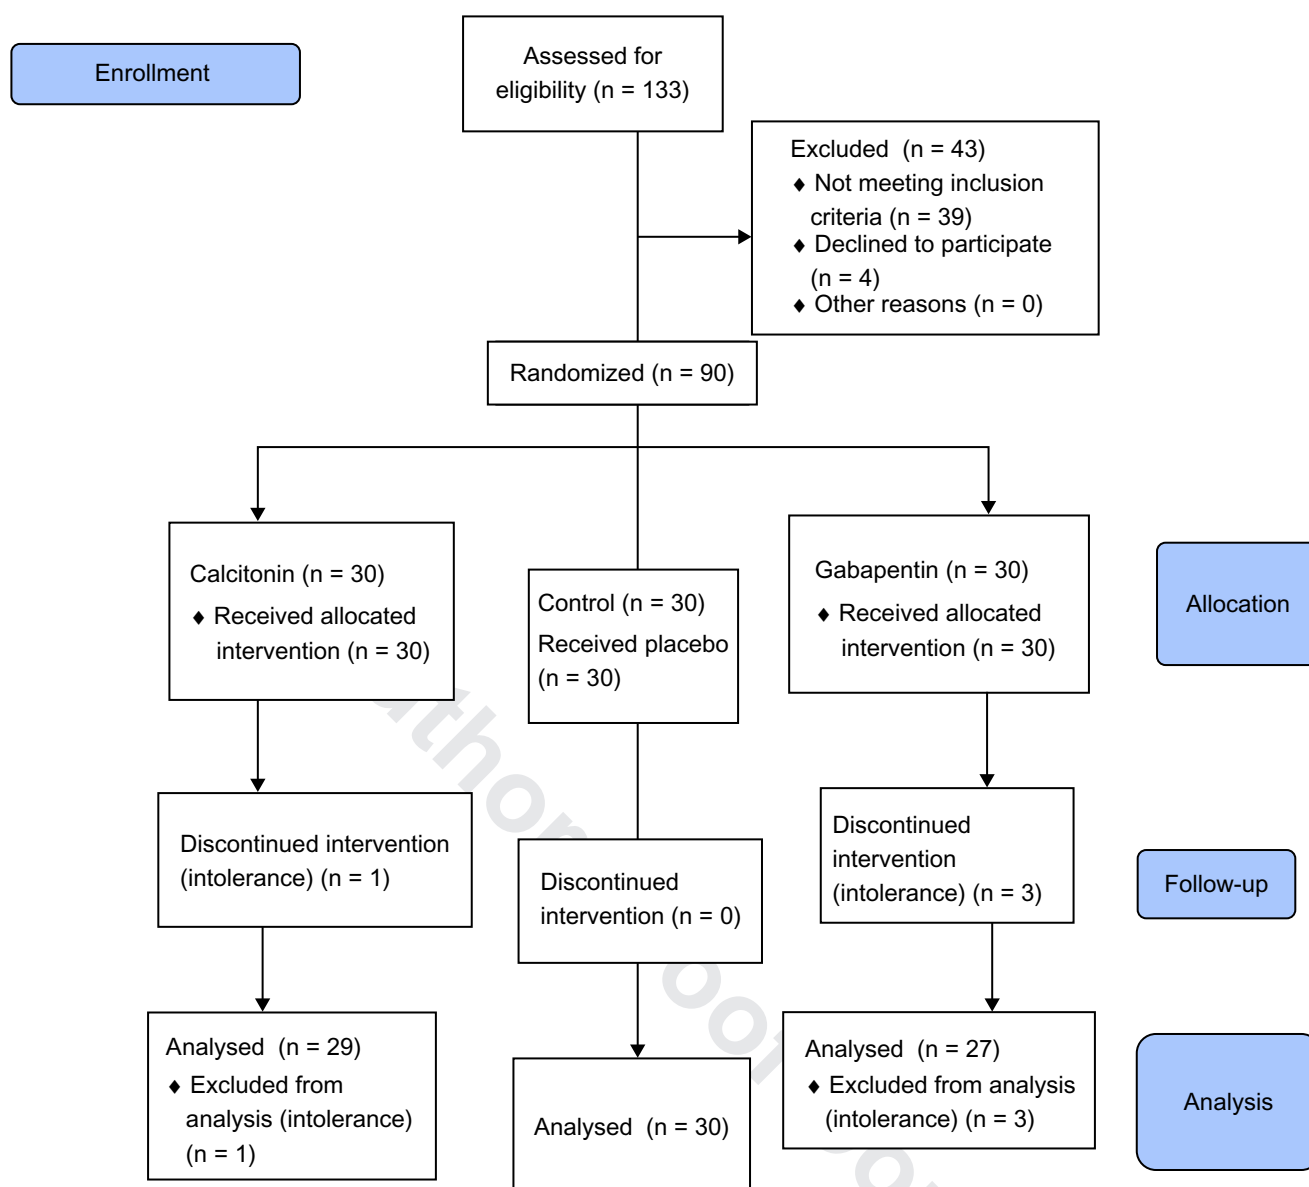 Enrollment
Assessed for
eligibility (n = 133)
Excluded (n = 43)
♦ Not meeting inclusion
criteria (n = 39)
♦ Declined to participate
(n = 4)
♦ Other reasons (n = 0)
Randomized (n = 90)
Calcitonin (n = 30)
♦ Received allocated
intervention (n = 30)
Control (n = 30)
Received placebo
(n = 30)
Gabapentin (n = 30)
♦ Received allocated
intervention (n = 30)
Allocation
Discontinued intervention
(intolerance) (n = 1)
Discontinued
intervention (n = 0)
Discontinued
intervention
(intolerance) (n = 3)
Follow-up
Analysed (n = 29)
♦ Excluded from
analysis (intolerance)
(n = 1)
Analysed (n = 30)
Analysed (n = 27)
♦ Excluded from analysis
(intolerance) (n = 3)
Analysis